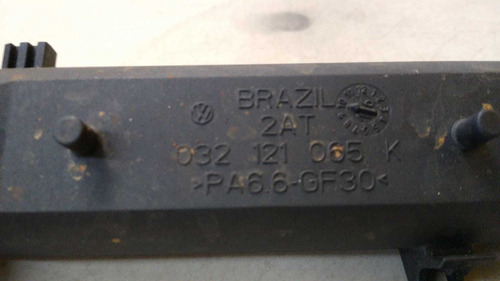 BRAZIL
2AT
032 121 065 K
>PA6.6-GF30<